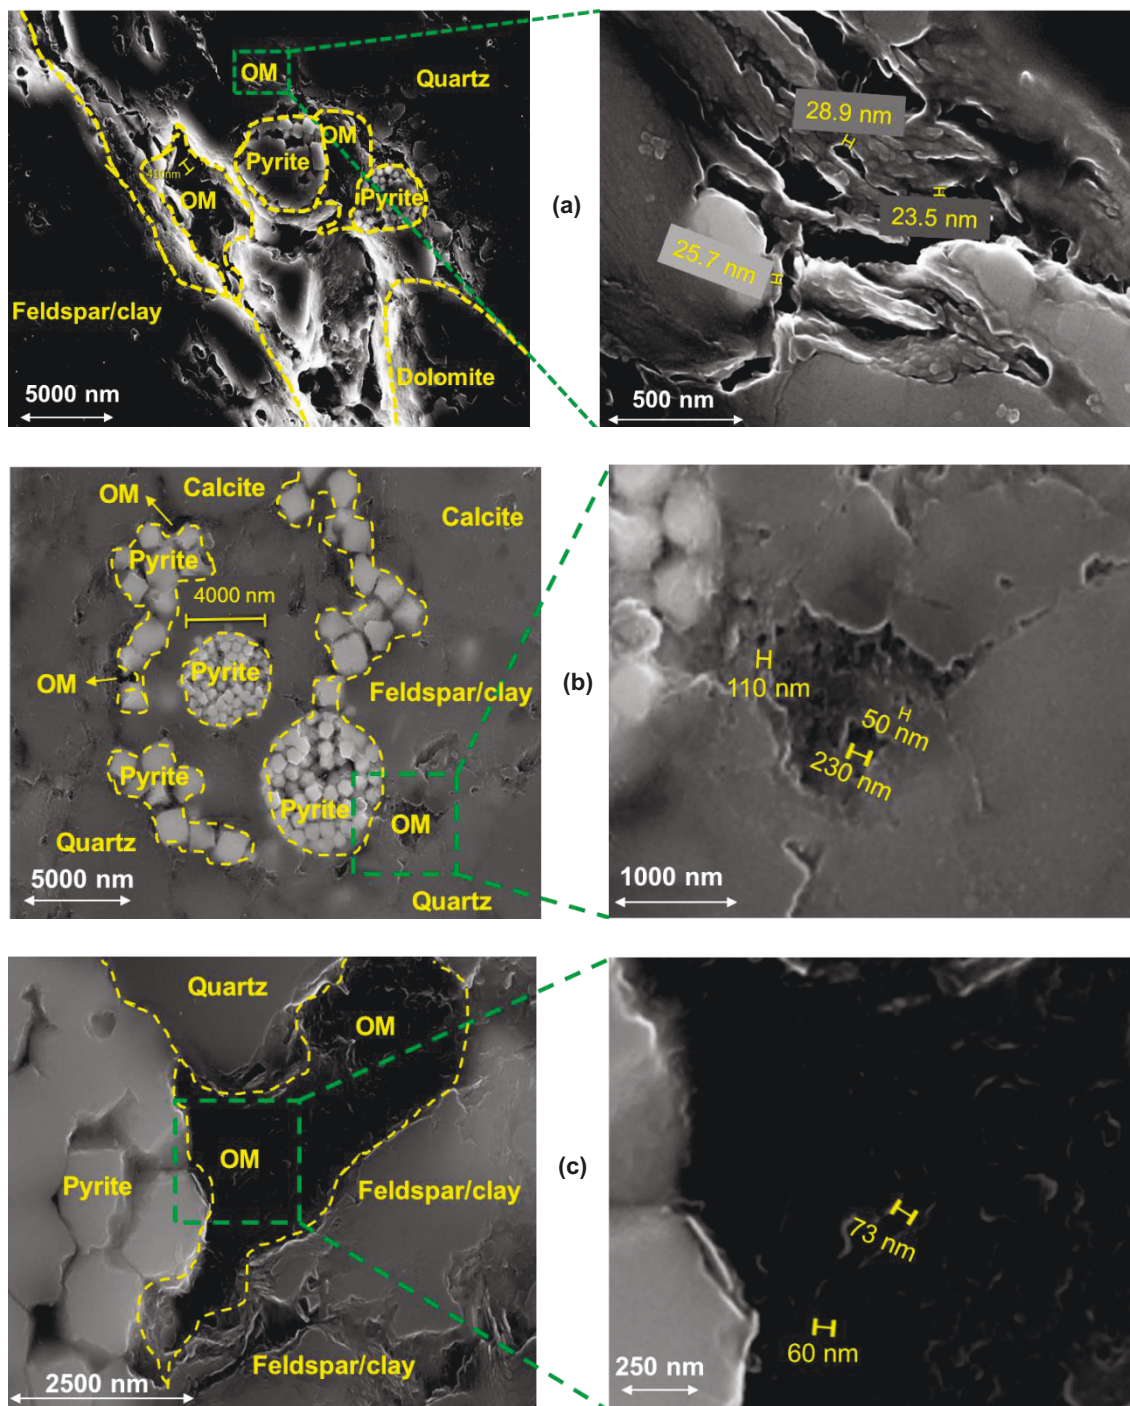 OM
Quartz
OM
Pyrite
Pyrite
OM
Feldspar/clay
Dolomite
5000 nm
28.9 nm
23.5 nm
25.7 nm
500 nm
(a)
OM
Calcite
Calcite
Pyrite
4000 nm
Pyrite
OM
Feldspar/clay
Pyrite
Pyrite
OM
Quartz
5000 nm
Quartz
(b)
110 nm
50 nm
230 nm
1000 nm
Quartz
OM
OM
Pyrite
Feldspar/clay
Feldspar/clay
2500 nm
(c)
73 nm
60 nm
250 nm